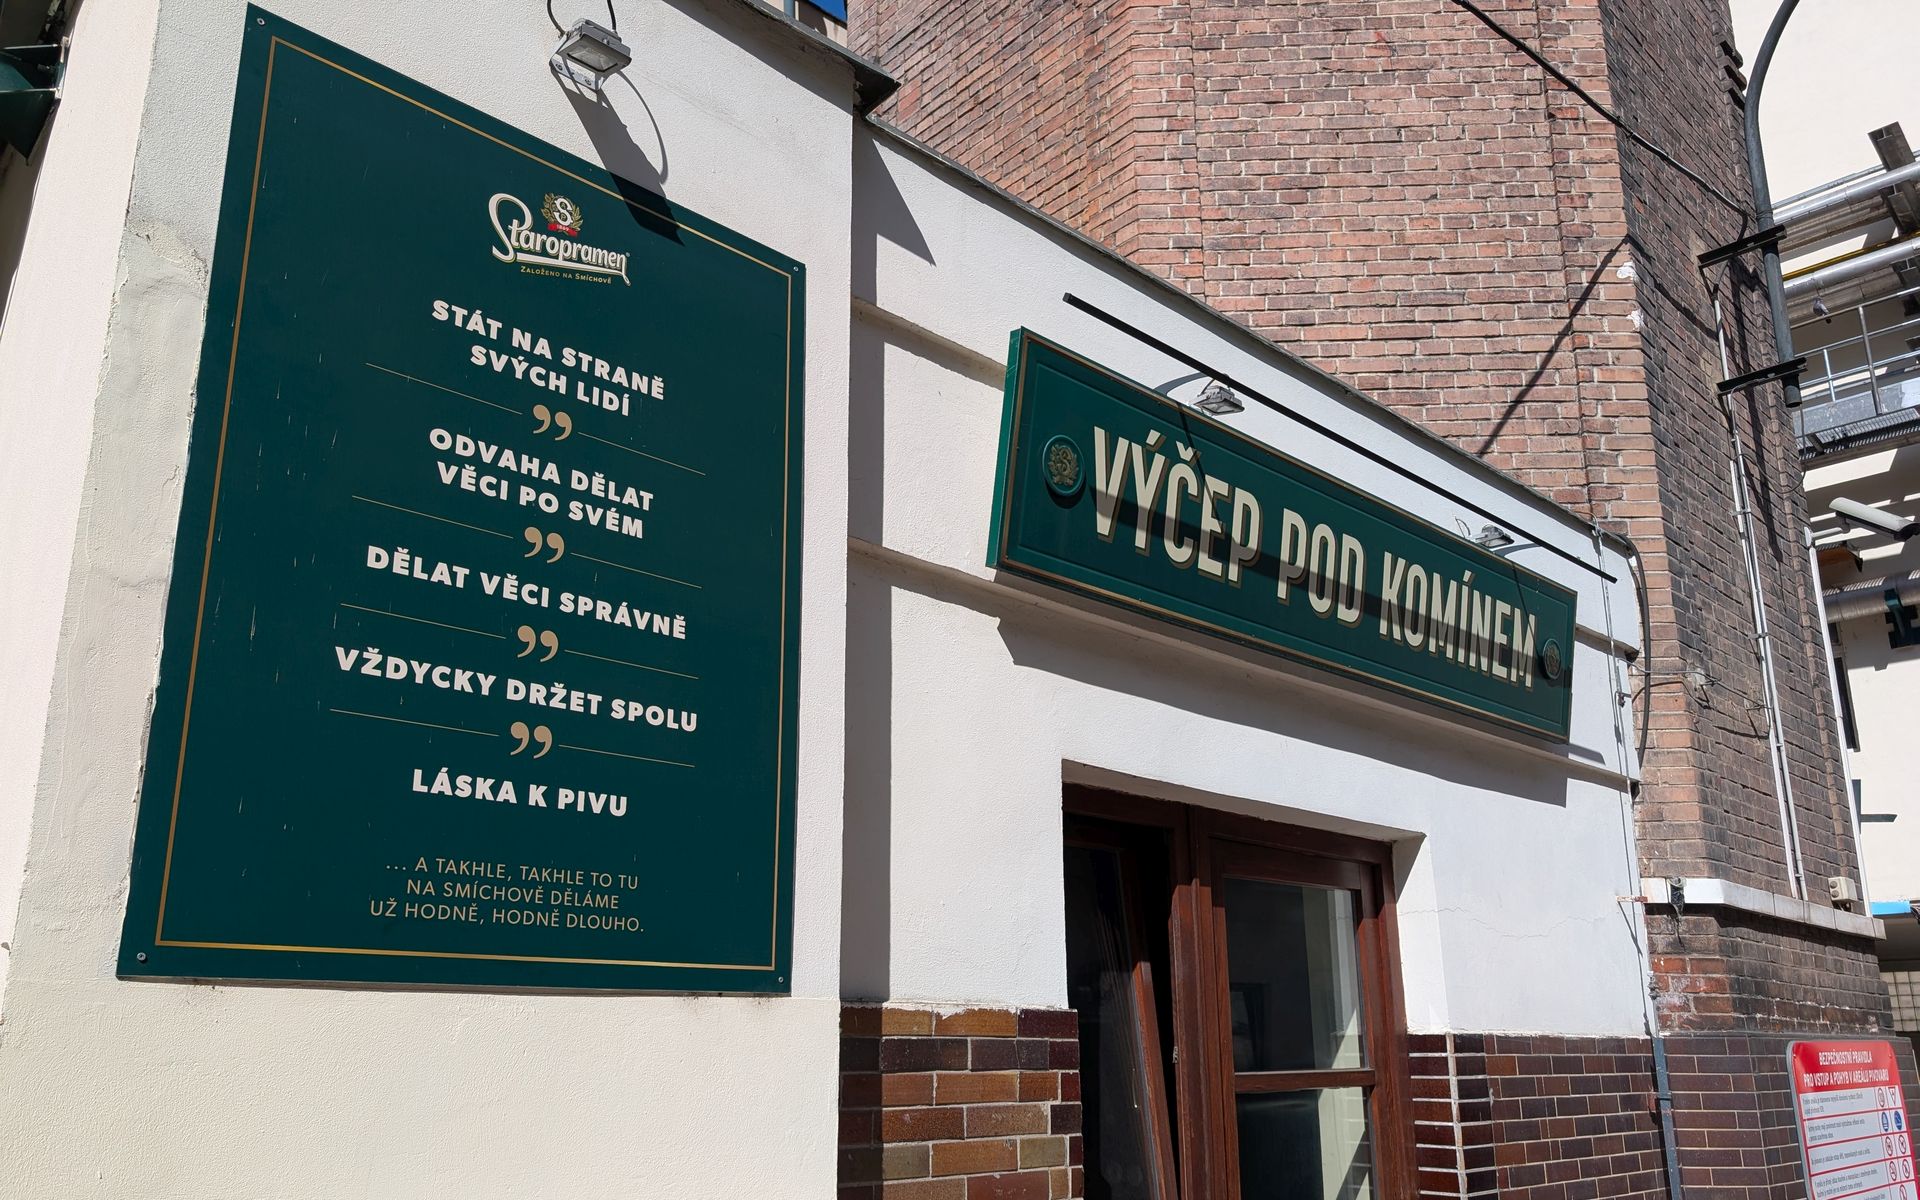 Staropramen
ZALOŽENO NA SMÍCHOVĚ
STÁT NA STRANĚ
SVÝCH LIDÍ
ODVAHA DĚLAT
VĚCI PO SVÉM
DĚLAT VĚCI SPRÁVNĚ
VŽDYCKY DRŽET SPOLU
LÁSKA K PIVU
... A TAKHLE, TAKHLE TO TU
NA SMÍCHOVĚ DĚLÁME
UŽ HODNĚ, HODNĚ DLOUHO.
VÝČEP POD KOMÍNEM
BEZPEČNOSTNÍ PRAVIDLA
PRO VSTUP A POHYB V AREÁLU PIVOVARU